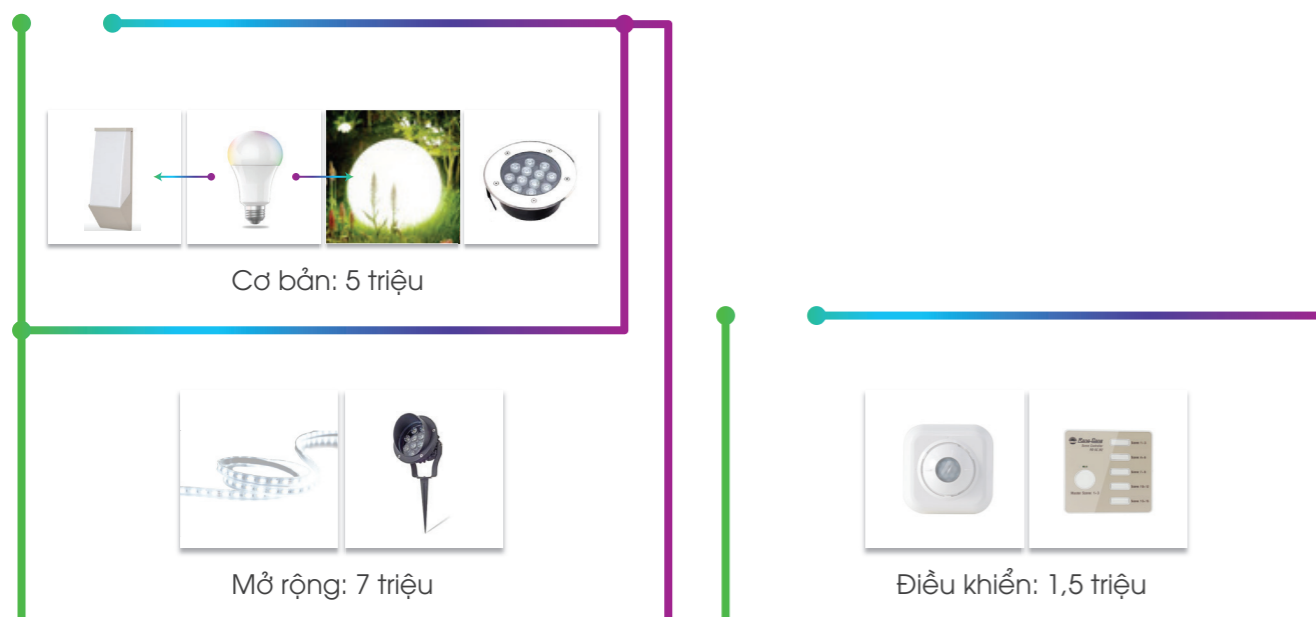 Cơ bản: 5 triệu
Mở rộng: 7 triệu
Điều khiển: 1,5 triệu